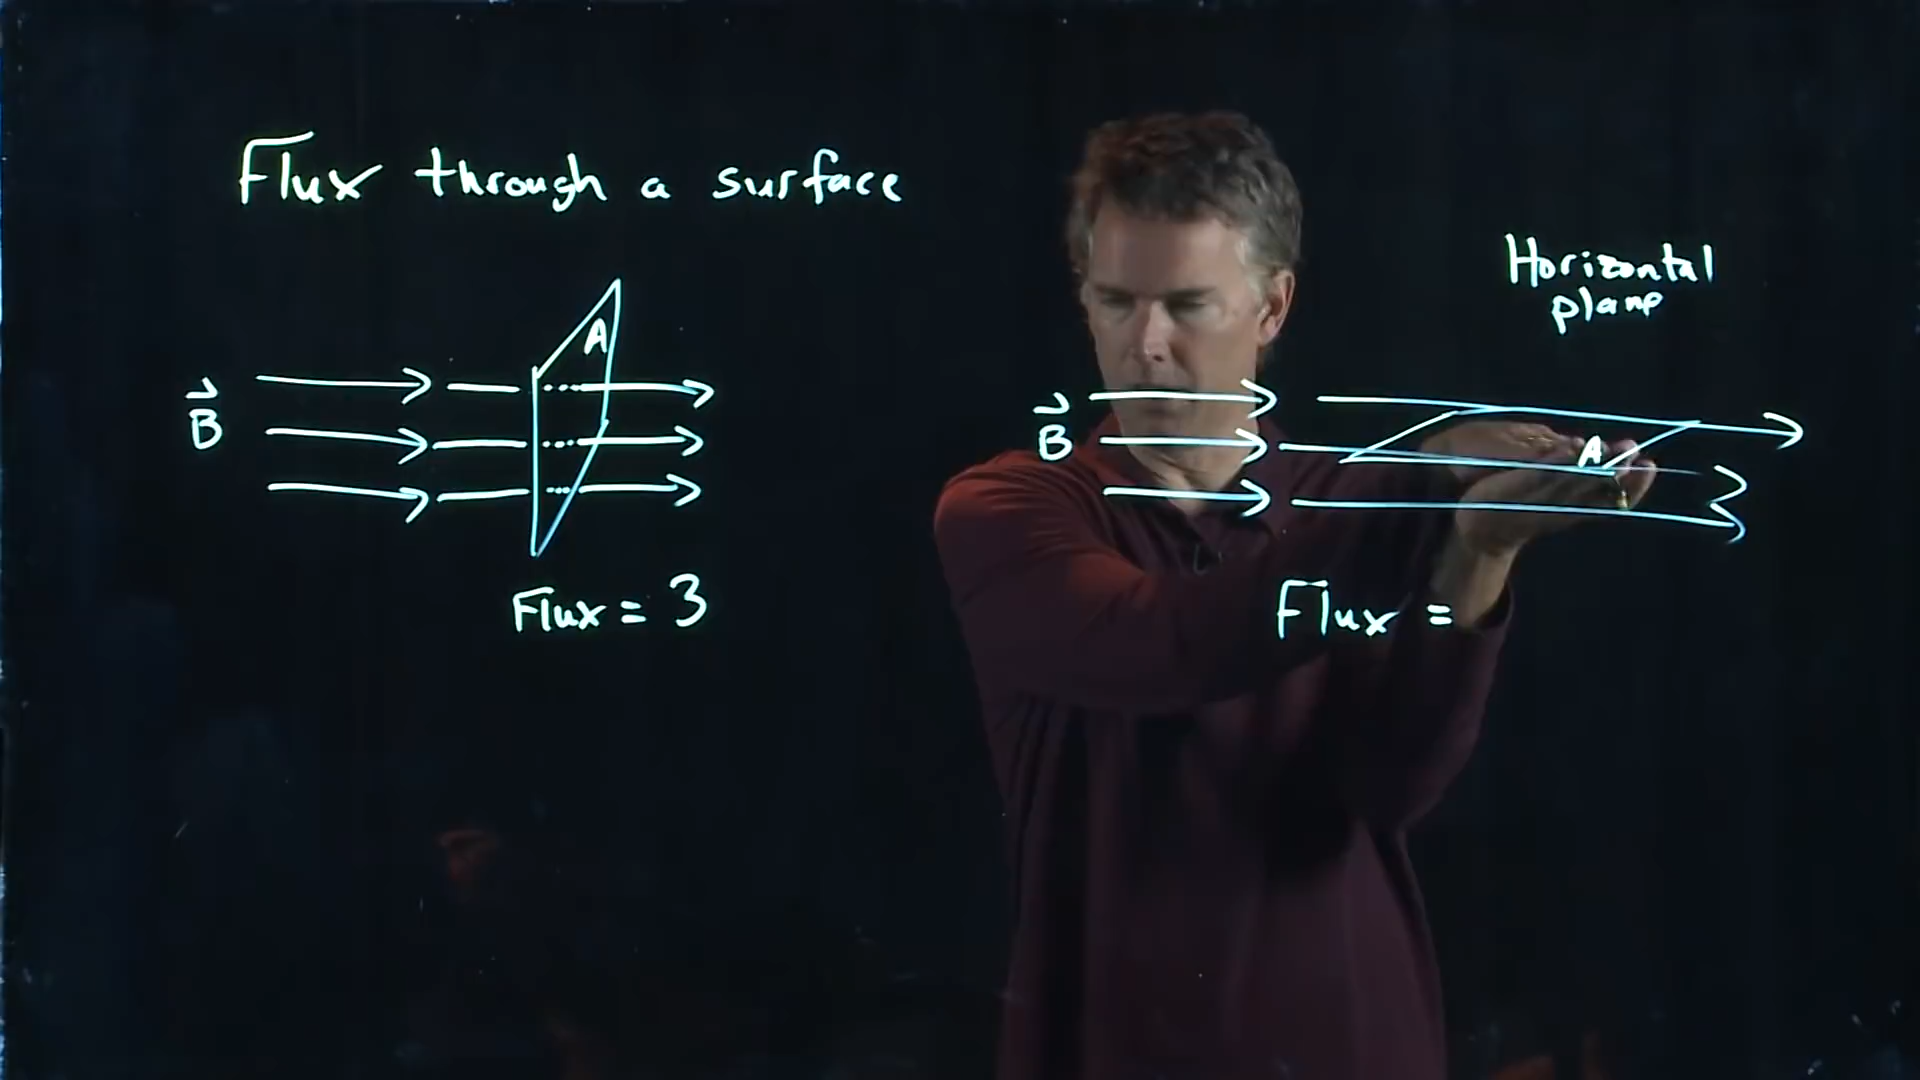 Flux through a surface
A
B
Flux = 3
Horizontal
plane
B
A
Flux =